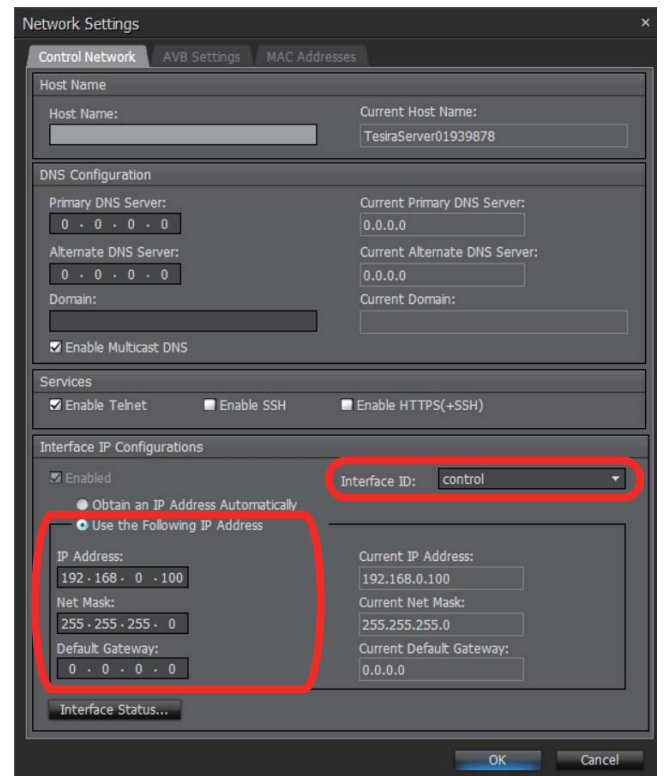 Network Settings
×
Control Network AVB Settings MAC Addresses
Host Name
Host Name: Current Host Name:
TesiraServer01939878
DNS Configuration
Primary DNS Server: Current Primary DNS Server:
0 . 0 . 0 . 0 0.0.0.0
Alternate DNS Server: Current Alternate DNS Server:
0 . 0 . 0 . 0 0.0.0.0
Domain: Current Domain:
Enable Multicast DNS
Services
Enable Telnet Enable SSH Enable HTTPS(+SSH)
Interface IP Configurations
Enabled Interface ID: control
Obtain an IP Address Automatically
Use the Following IP Address
IP Address: Current IP Address:
192 . 168 . 0 . 100 192.168.0.100
Net Mask: Current Net Mask:
255 . 255 . 255 . 0 255.255.255.0
Default Gateway: Current Default Gateway:
0 . 0 . 0 . 0 0.0.0.0
Interface Status...
OK Cancel